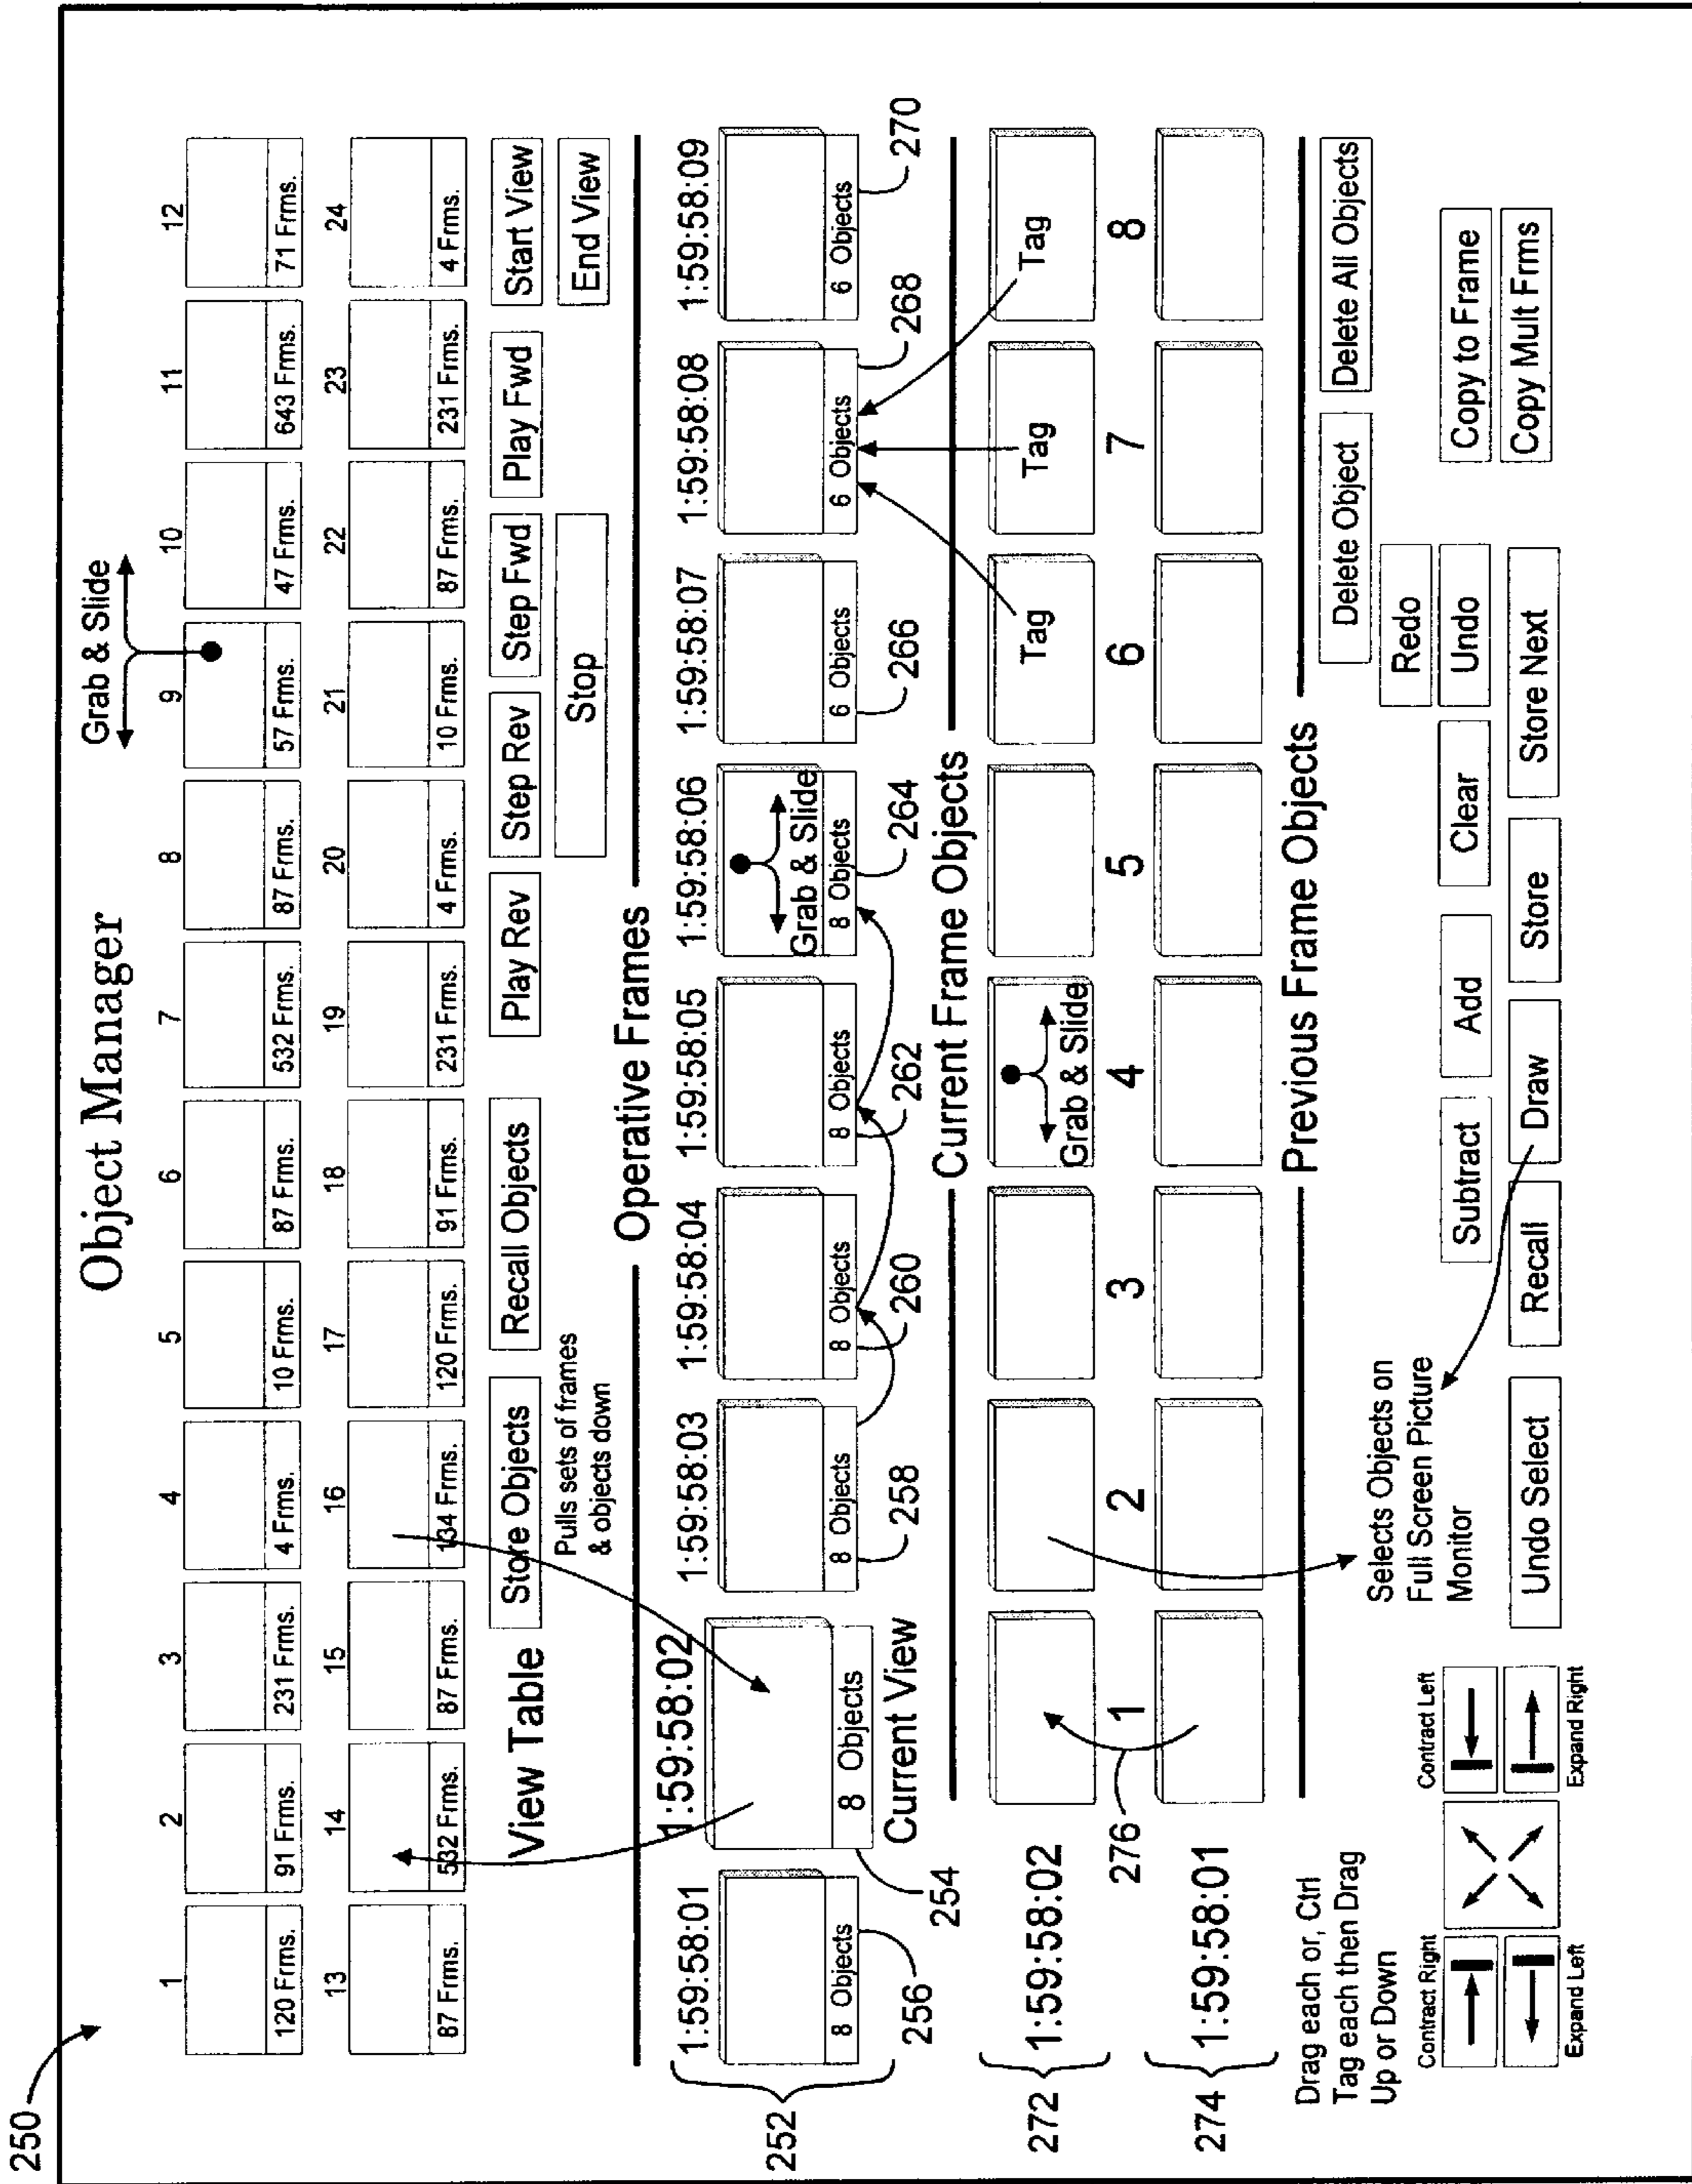 250
Object Manager
Grab & Slide
1 2 3 4 5 6 7 8 9 10 11 12
120 Frms. 91 Frms. 231 Frms. 4 Frms. 10 Frms. 87 Frms. 532 Frms. 87 Frms. 57 Frms. 47 Frms. 643 Frms. 71 Frms.
13 14 15 16 17 18 19 20 21 22 23 24
87 Frms. 532 Frms. 87 Frms. 134 Frms. 120 Frms. 91 Frms. 231 Frms. 4 Frms. 10 Frms. 87 Frms. 231 Frms. 4 Frms.
View Table Store Objects Recall Objects Play Rev Step Rev Step Fwd Play Fwd Start View
Pulls sets of frames
& objects down
Stop End View
Operative Frames
1:59:58:01 1:59:58:02 1:59:58:03 1:59:58:04 1:59:58:05 1:59:58:06 1:59:58:07 1:59:58:08 1:59:58:09
Grab & Slide
252
8 Objects 8 Objects 8 Objects 8 Objects 8 Objects 8 Objects 6 Objects 6 Objects 6 Objects
Current View
256 254 258 260 262 264 266 268 270
Current Frame Objects
272 1:59:58:02
Grab & Slide
Tag Tag Tag
276
1 2 3 4 5 6 7 8
274 1:59:58:01
Previous Frame Objects
Drag each or, Ctrl
Tag each then Drag
Up or Down
Selects Objects on
Full Screen Picture
Monitor
Delete Object Delete All Objects
Redo
Contract Right Contract Left
Subtract Add Clear Undo Copy to Frame
Undo Select Recall Draw Store Store Next Copy Mult Frms
Expand Left Expand Right